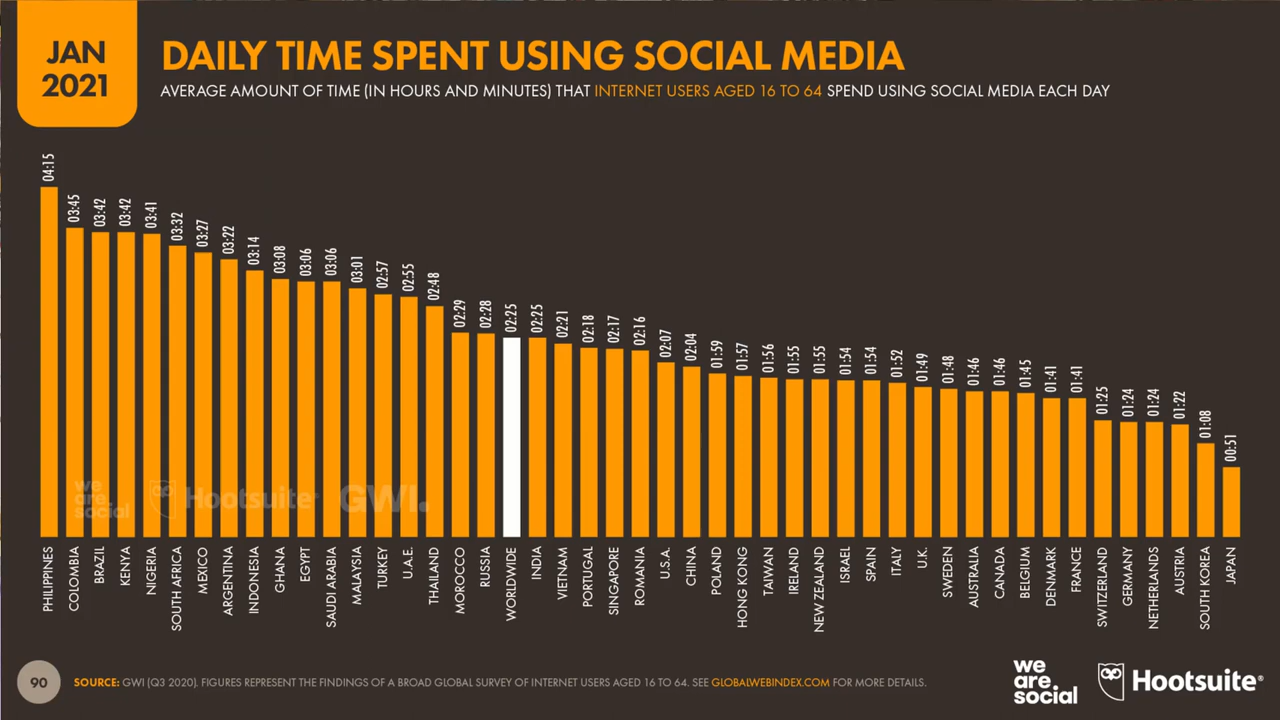 JAN
2021
DAILY TIME SPENT USING SOCIAL MEDIA
AVERAGE AMOUNT OF TIME (IN HOURS AND MINUTES) THAT INTERNET USERS AGED 16 TO 64 SPEND USING SOCIAL MEDIA EACH DAY
04:15
03:45
03:42
03:42
03:41
03:32
03:27
03:22
03:14
03:08
03:06
03:06
03:01
02:57
02:55
02:48
02:29
02:28
02:25
02:25
02:21
02:18
02:17
02:16
02:07
02:04
01:59
01:57
01:56
01:55
01:55
01:54
01:54
01:52
01:49
01:48
01:46
01:46
01:45
01:41
01:41
01:25
01:24
01:24
01:22
01:08
00:51
we
are
social
Hootsuite®
GWI.
PHILIPPINES
COLOMBIA
BRAZIL
KENYA
NIGERIA
SOUTH AFRICA
MEXICO
ARGENTINA
INDONESIA
GHANA
EGYPT
SAUDI ARABIA
MALAYSIA
TURKEY
U.A.E.
THAILAND
MOROCCO
RUSSIA
WORLDWIDE
INDIA
VIETNAM
PORTUGAL
SINGAPORE
ROMANIA
U.S.A.
CHINA
POLAND
HONG KONG
TAIWAN
IRELAND
NEW ZEALAND
ISRAEL
SPAIN
ITALY
U.K.
SWEDEN
AUSTRALIA
CANADA
BELGIUM
DENMARK
FRANCE
SWITZERLAND
GERMANY
NETHERLANDS
AUSTRIA
SOUTH KOREA
JAPAN
90
SOURCE: GWI (Q3 2020). FIGURES REPRESENT THE FINDINGS OF A BROAD GLOBAL SURVEY OF INTERNET USERS AGED 16 TO 64. SEE GLOBALWEBINDEX.COM FOR MORE DETAILS.
we
are
social
Hootsuite®